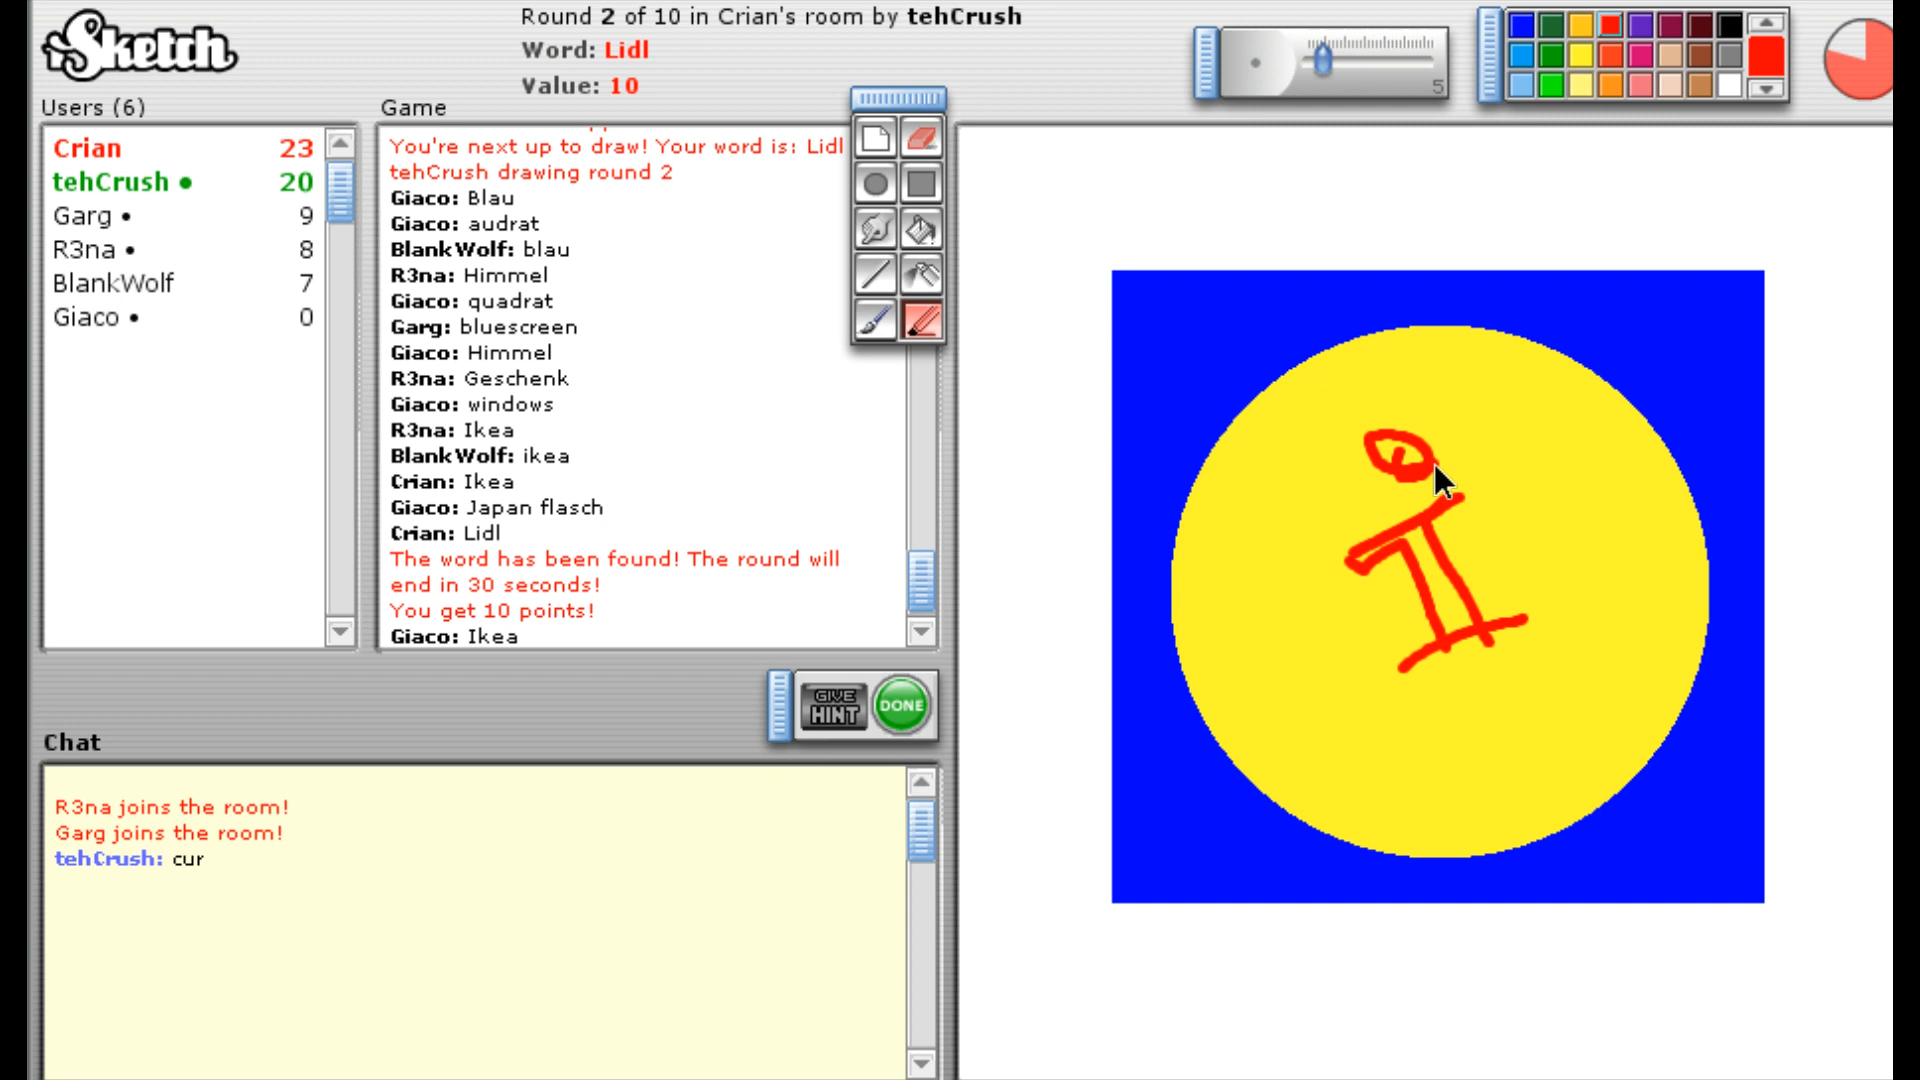 iSketch
Round 2 of 10 in Crian's room by tehCrush
Word: Lidl
Value: 10
5
Users (6)
Crian 23
tehCrush • 20
Garg • 9
R3na • 8
BlankWolf 7
Giaco • 0
Game
You're next up to draw! Your word is: Lidl
tehCrush drawing round 2
Giaco: Blau
Giaco: audrat
BlankWolf: blau
R3na: Himmel
Giaco: quadrat
Garg: bluescreen
Giaco: Himmel
R3na: Geschenk
Giaco: windows
R3na: Ikea
BlankWolf: ikea
Crian: Ikea
Giaco: Japan flasch
Crian: Lidl
The word has been found! The round will
end in 30 seconds!
You get 10 points!
Giaco: Ikea
GIVE
HINT
DONE
Chat
R3na joins the room!
Garg joins the room!
tehCrush: cur
i